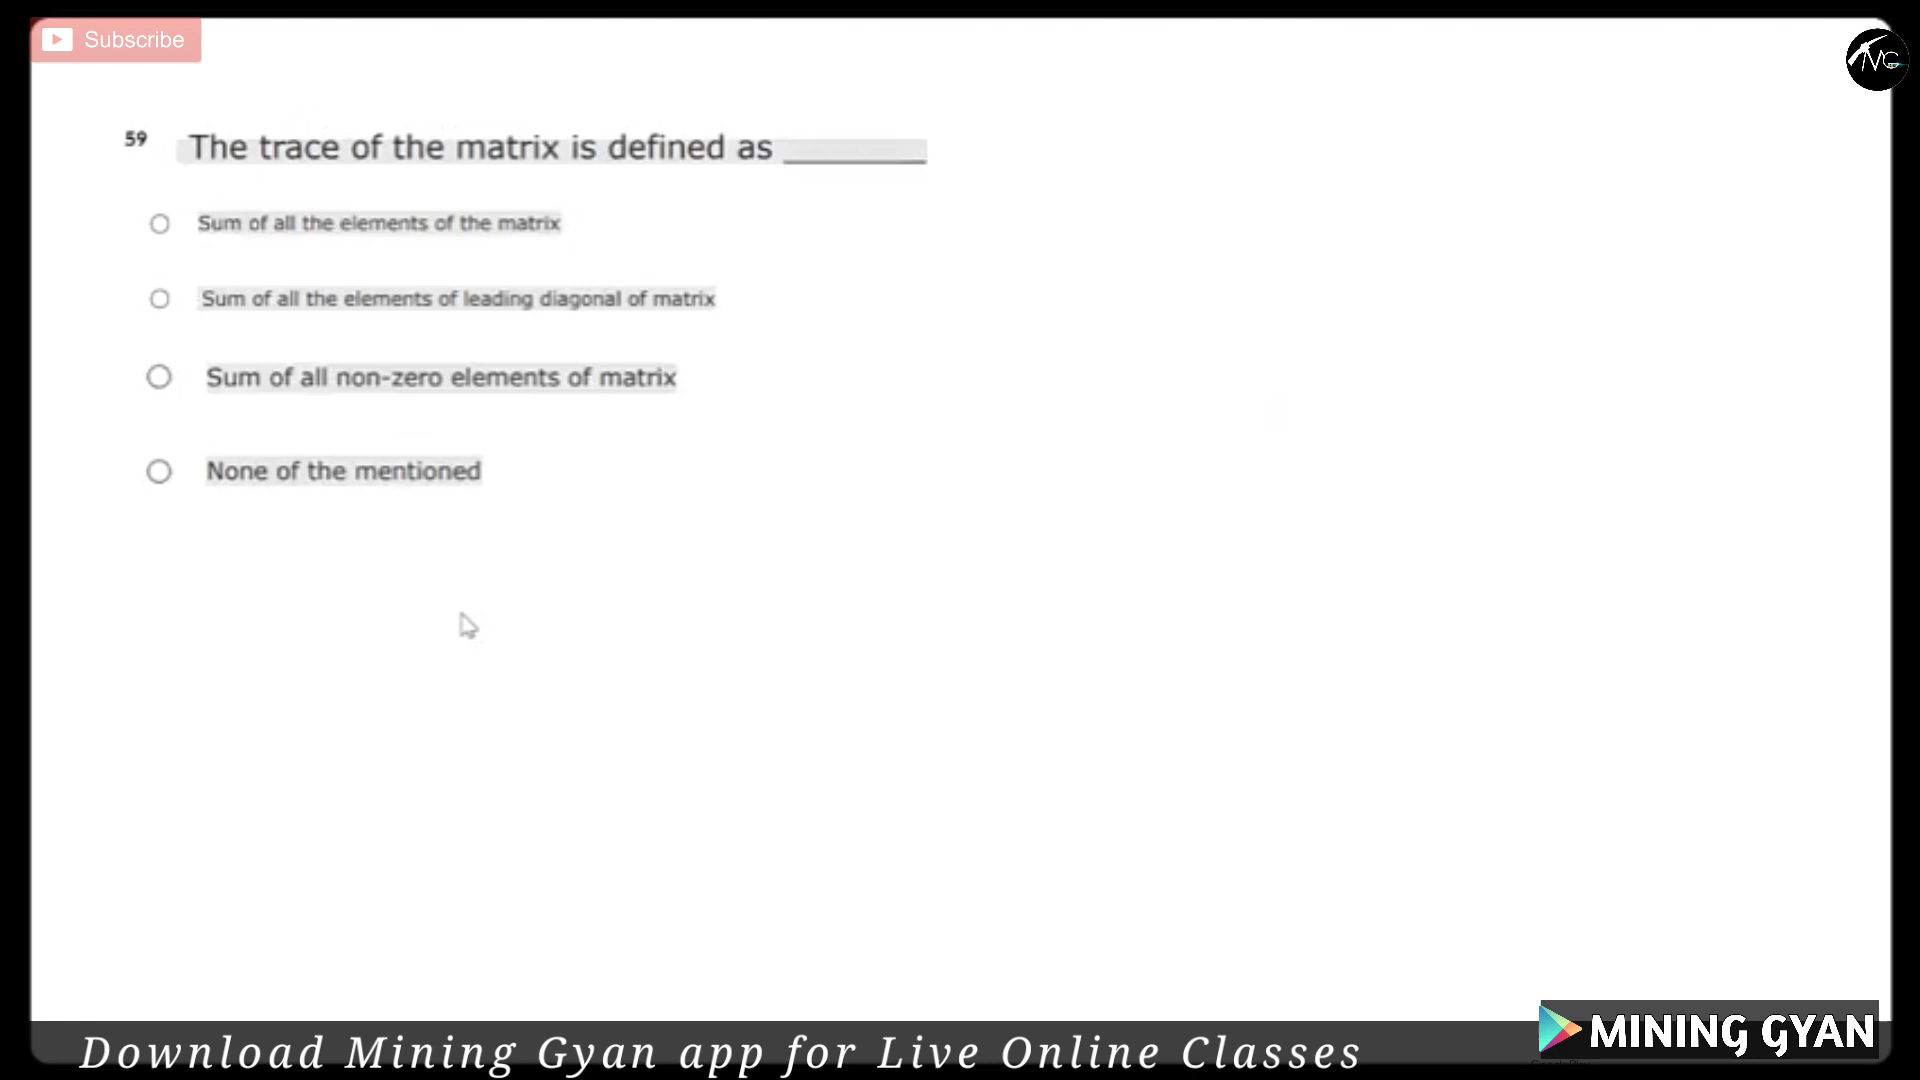 Subscribe
59 The trace of the matrix is defined as ________
Sum of all the elements of the matrix
Sum of all the elements of leading diagonal of matrix
Sum of all non-zero elements of matrix
None of the mentioned
Download Mining Gyan app for Live Online Classes
MINING GYAN